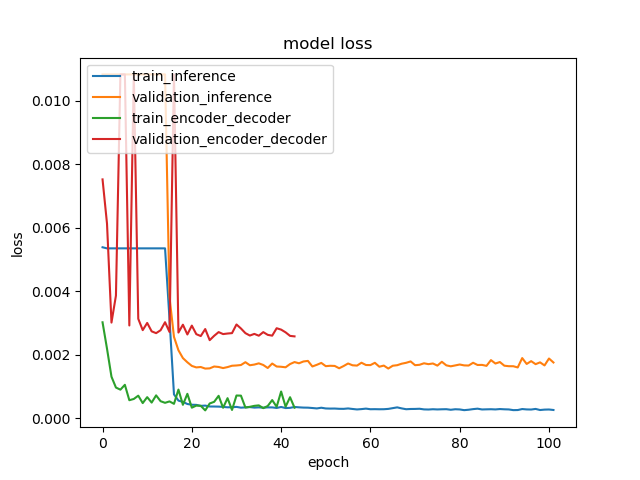 model loss
train_inference
validation_inference
train_encoder_decoder
validation_encoder_decoder
loss
0.010
0.008
0.006
0.004
0.002
0.000
0 20 40 60 80 100
epoch